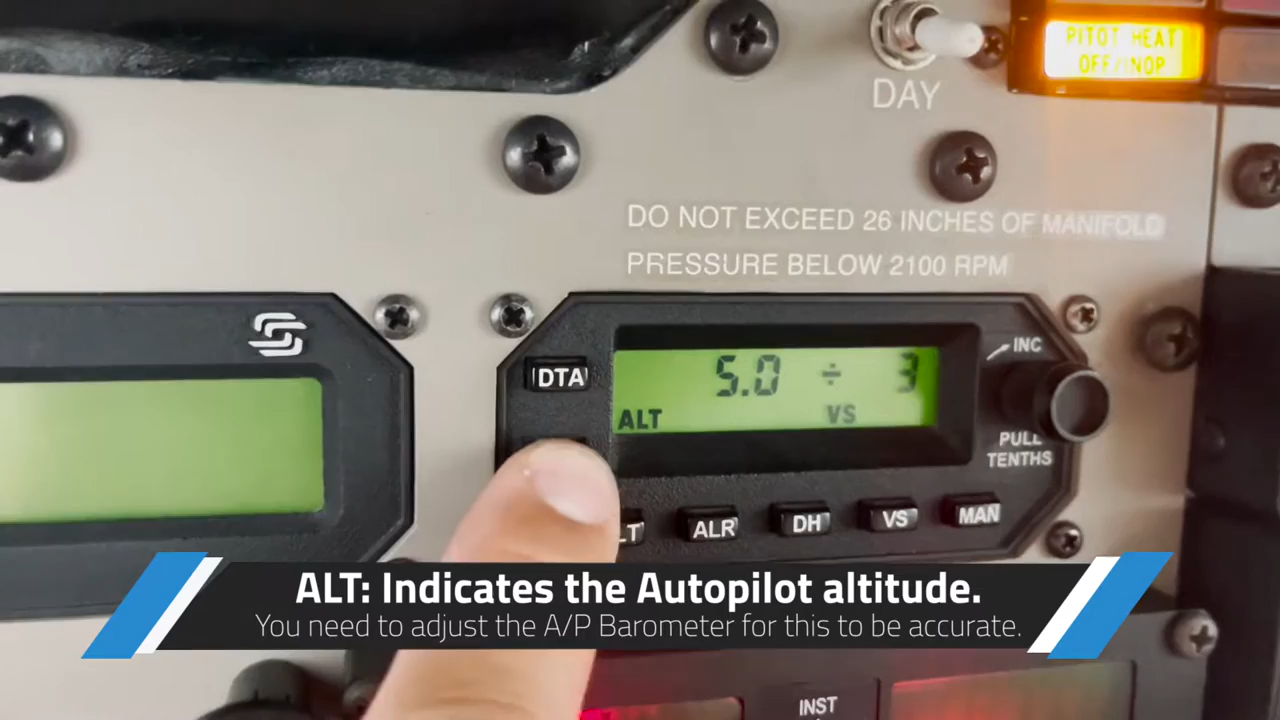 PITOT HEAT
OFF/INOP
DAY
DO NOT EXCEED 26 INCHES OF MANIFOLD
PRESSURE BELOW 2100 RPM
INC
DTA
5.0 ÷ 3
ALT VS
PULL
TENTHS
LT ALR DH VS MAN
ALT: Indicates the Autopilot altitude.
You need to adjust the A/P Barometer for this to be accurate.
INST